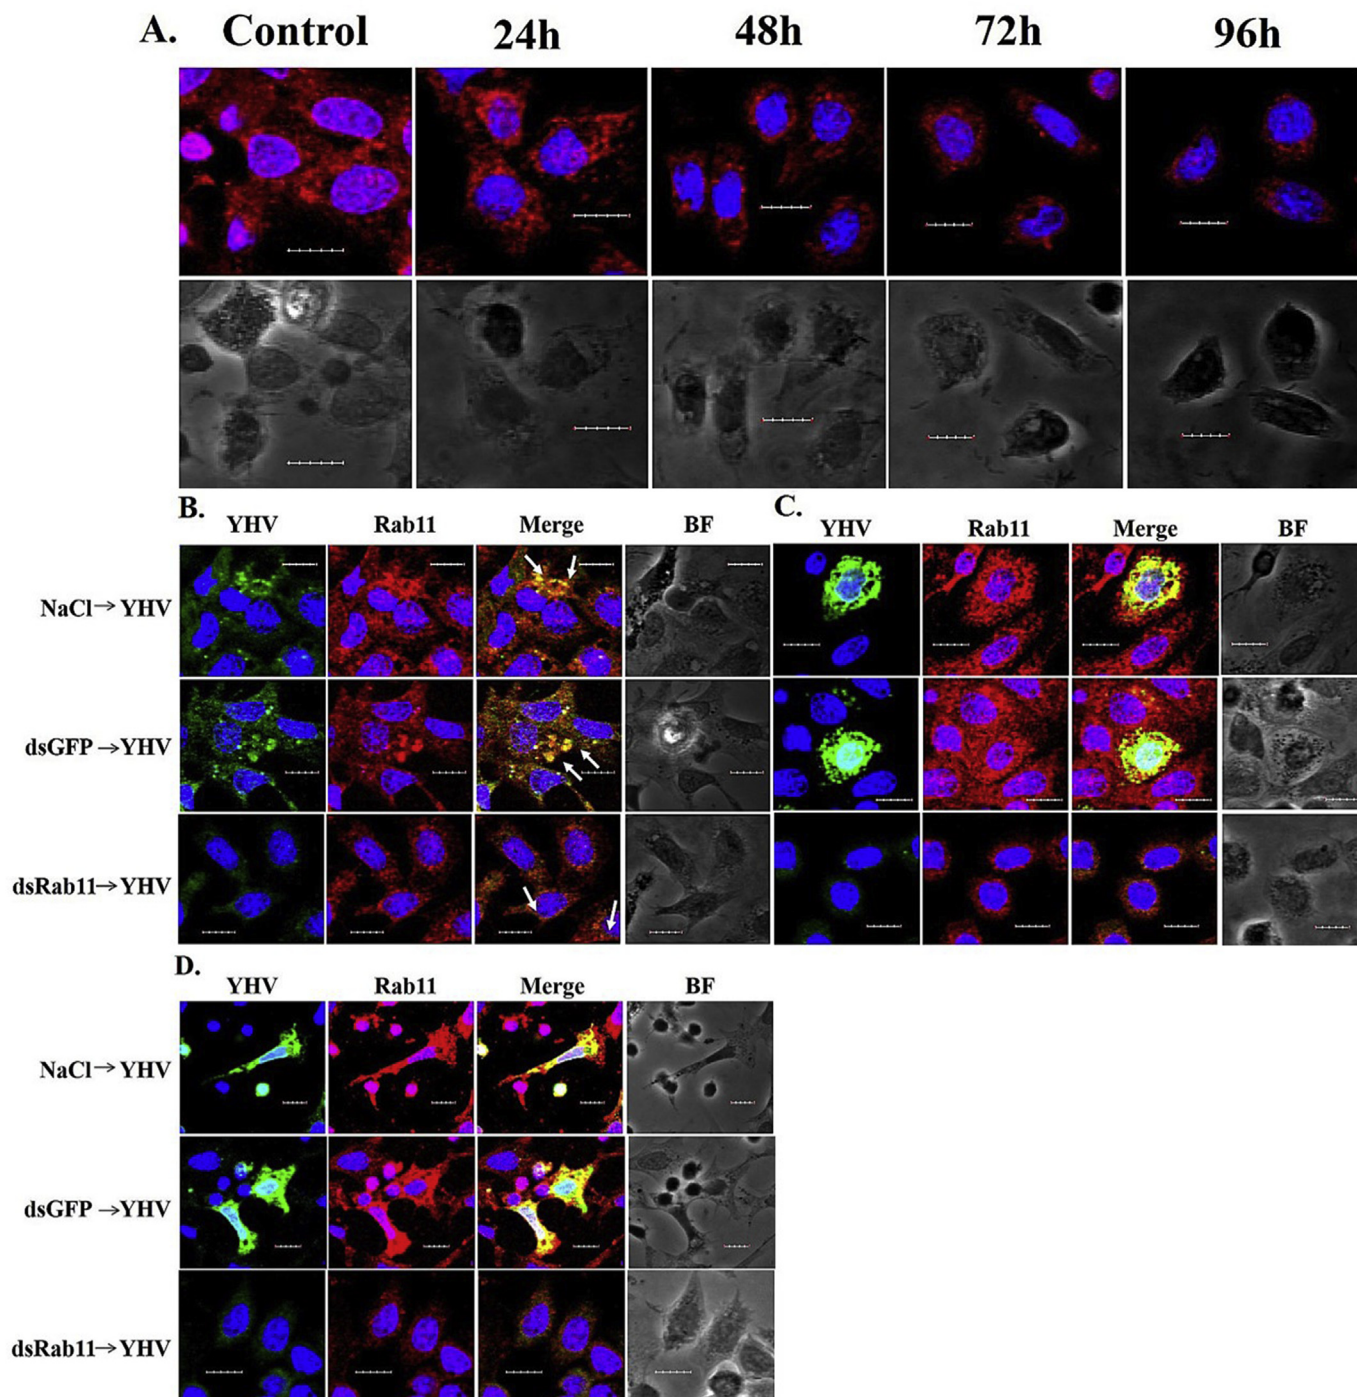 A. Control 24h 48h 72h 96h
B. C.
YHV Rab11 Merge BF YHV Rab11 Merge BF
NaCl→YHV
dsGFP→YHV
dsRab11→YHV
D.
YHV Rab11 Merge BF
NaCl→YHV
dsGFP→YHV
dsRab11→YHV